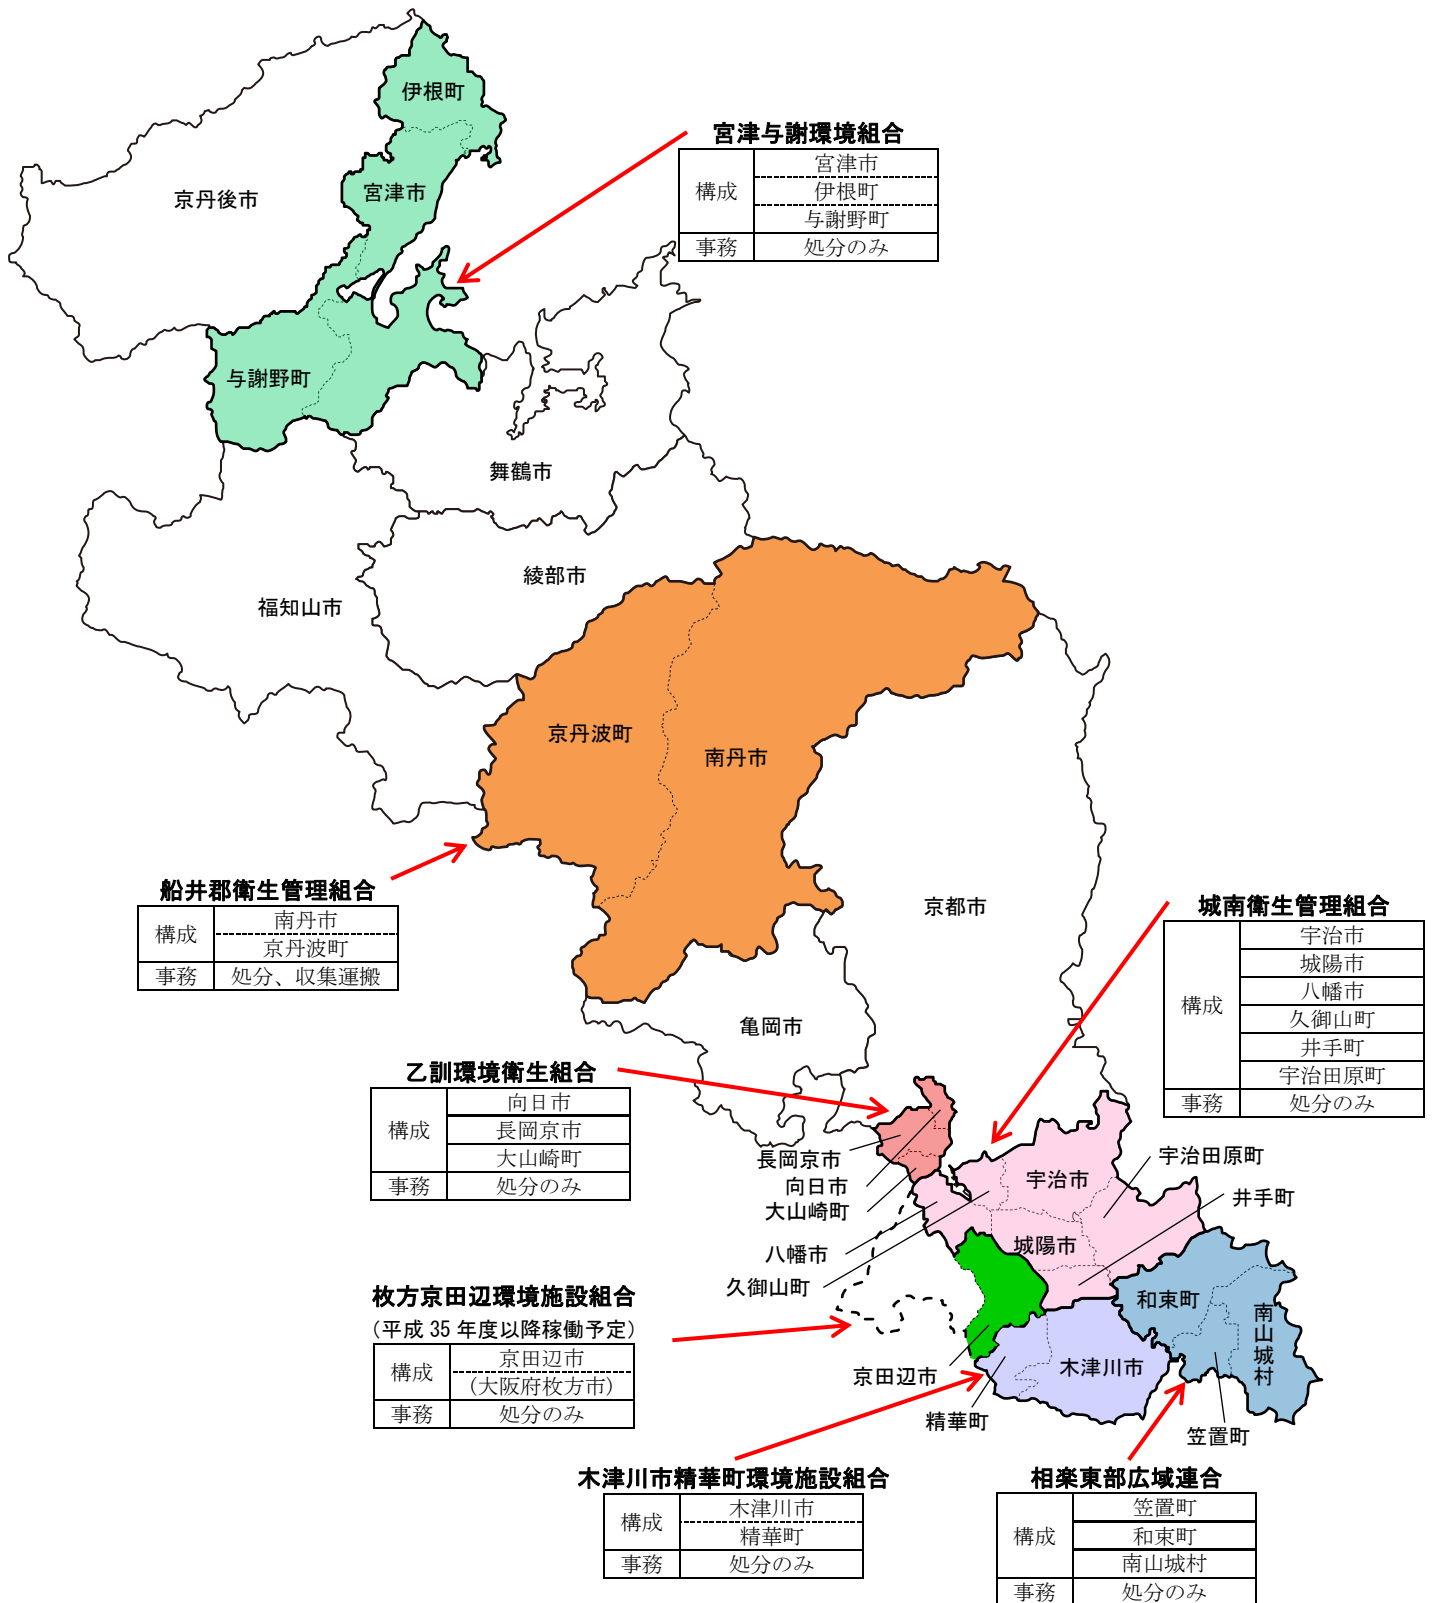 伊根町
宮津市
京丹後市
与謝野町
宮津与謝環境組合
構成
宮津市
伊根町
与謝野町
事務
処分のみ
舞鶴市
綾部市
福知山市
京丹波町
南丹市
船井郡衛生管理組合
構成
南丹市
京丹波町
事務
処分、収集運搬
京都市
亀岡市
城南衛生管理組合
構成
宇治市
城陽市
八幡市
久御山町
井手町
宇治田原町
事務
処分のみ
乙訓環境衛生組合
構成
向日市
長岡京市
大山崎町
事務
処分のみ
長岡京市
向日市
大山崎町
八幡市
久御山町
宇治市
城陽市
宇治田原町
井手町
枚方京田辺環境施設組合
(平成 35 年度以降稼働予定)
構成
京田辺市
(大阪府枚方市)
事務
処分のみ
和束町
南山城村
京田辺市
木津川市
精華町
笠置町
木津川市精華町環境施設組合
構成
木津川市
精華町
事務
処分のみ
相楽東部広域連合
構成
笠置町
和束町
南山城村
事務
処分のみ